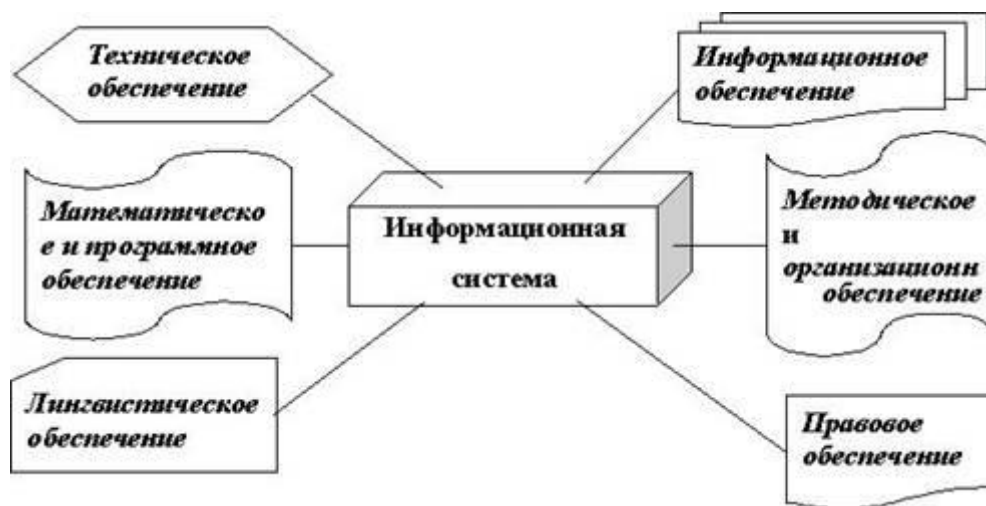 Техническое
обеспечение
Информационное
обеспечение
Математическо
е и программное
обеспечение
Информационная
система
Методическое
и
организационн
обеспечение
Лингвистическое
обеспечение
Правовое
обеспечение